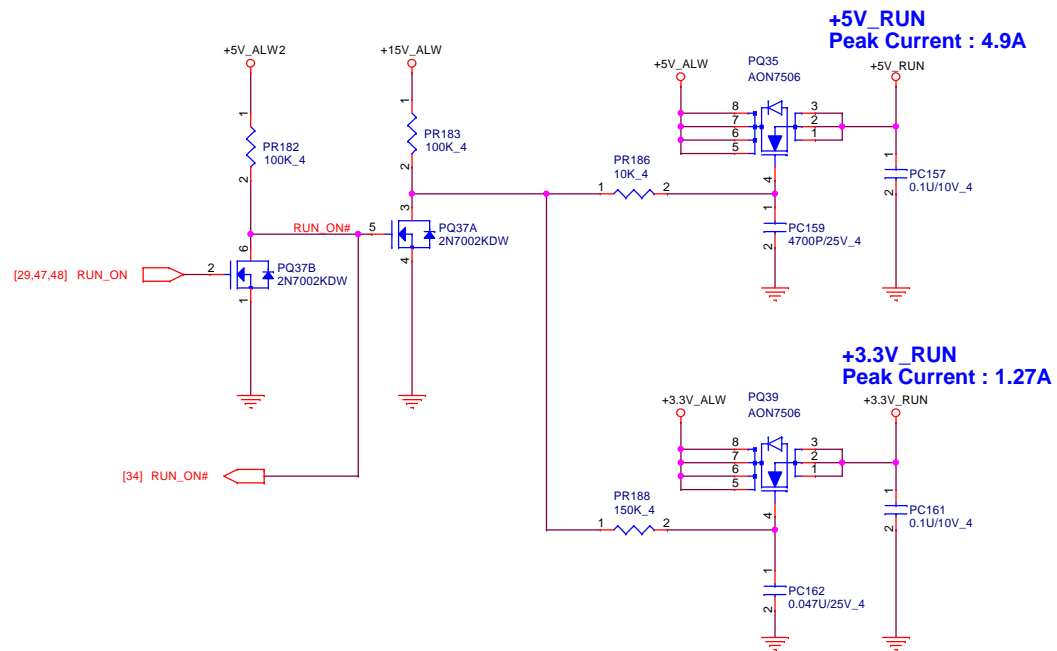 +5V_RUN
Peak Current : 4.9A
+5V_ALW2
+15V_ALW
+5V_ALW
PQ35
AON7506
+5V_RUN
1
PR182
100K_4
2
1
PR183
100K_4
2
8
7
6
5
3
2
1
4
PR186
10K_4
1
2
1
PC157
0.1U/10V_4
2
1
PC159
4700P/25V_4
2
RUN_ON#
5
3
PQ37A
2N7002KDW
4
[29,47,48] RUN_ON
2
6
PQ37B
2N7002KDW
1
+3.3V_RUN
Peak Current : 1.27A
+3.3V_ALW
PQ39
AON7506
+3.3V_RUN
8
7
6
5
3
2
1
4
[34] RUN_ON#
PR188
150K_4
1
2
1
PC161
0.1U/10V_4
2
1
PC162
0.047U/25V_4
2